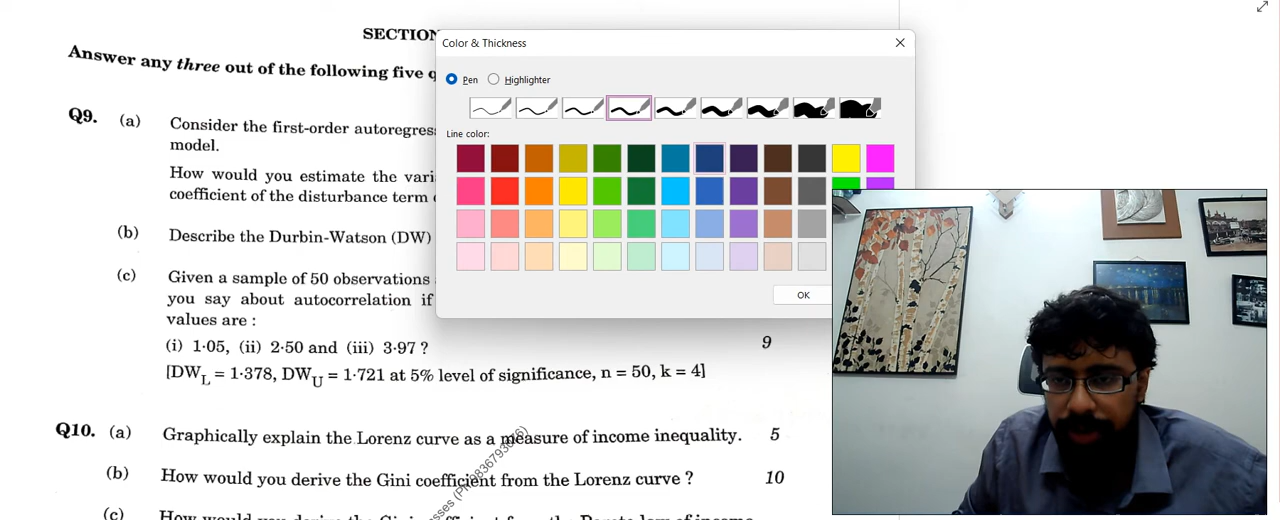 SECTION
Answer any three out of the following five q
Q9. (a) Consider the first-order autoregres
model.
How would you estimate the vari
coefficient of the disturbance term
(b) Describe the Durbin-Watson (DW)
(c) Given a sample of 50 observations
you say about autocorrelation if
values are :
(i) 1·05, (ii) 2·50 and (iii) 3·97 ?
9
[DWL = 1·378, DWU = 1·721 at 5% level of significance, n = 50, k = 4]
Q10. (a) Graphically explain the Lorenz curve as a measure of income inequality. 5
(b) How would you derive the Gini coefficient from the Lorenz curve ? 10
(c)
Color & Thickness
Pen Highlighter
Line color:
OK